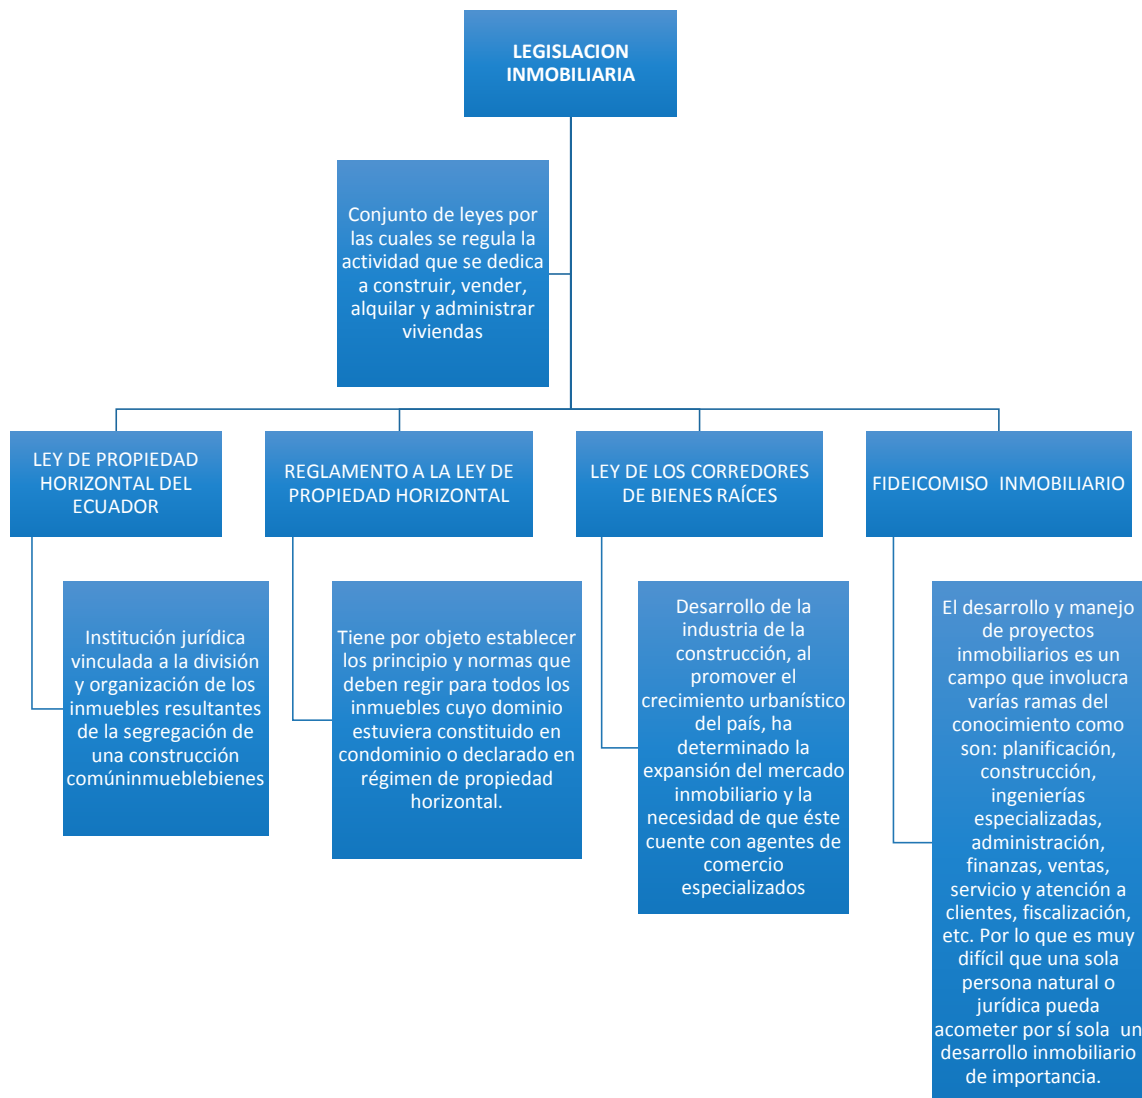 LEGISLACION
INMOBILIARIA
Conjunto de leyes por
las cuales se regula la
actividad que se dedica
a construir, vender,
alquilar y administrar
viviendas
LEY DE PROPIEDAD
HORIZONTAL DEL
ECUADOR
Institución jurídica
vinculada a la división
y organización de los
inmuebles resultantes
de la segregación de
una construcción
comúninmueblebienes
REGLAMENTO A LA LEY DE
PROPIEDAD HORIZONTAL
Tiene por objeto establecer
los principio y normas que
deben regir para todos los
inmuebles cuyo dominio
estuviera constituido en
condominio o declarado en
régimen de propiedad
horizontal.
LEY DE LOS CORREDORES
DE BIENES RAÍCES
Desarrollo de la
industria de la
construcción, al
promover el
crecimiento urbanístico
del país, ha
determinado la
expansión del mercado
inmobiliario y la
necesidad de que éste
cuente con agentes de
comercio
especializados
FIDEICOMISO INMOBILIARIO
El desarrollo y manejo
de proyectos
inmobiliarios es un
campo que involucra
varías ramas del
conocimiento como
son: planificación,
construcción,
ingenierías
especializadas,
administración,
finanzas, ventas,
servicio y atención a
clientes, fiscalización,
etc. Por lo que es muy
difícil que una sola
persona natural o
jurídica pueda
acometer por sí sola un
desarrollo inmobiliario
de importancia.